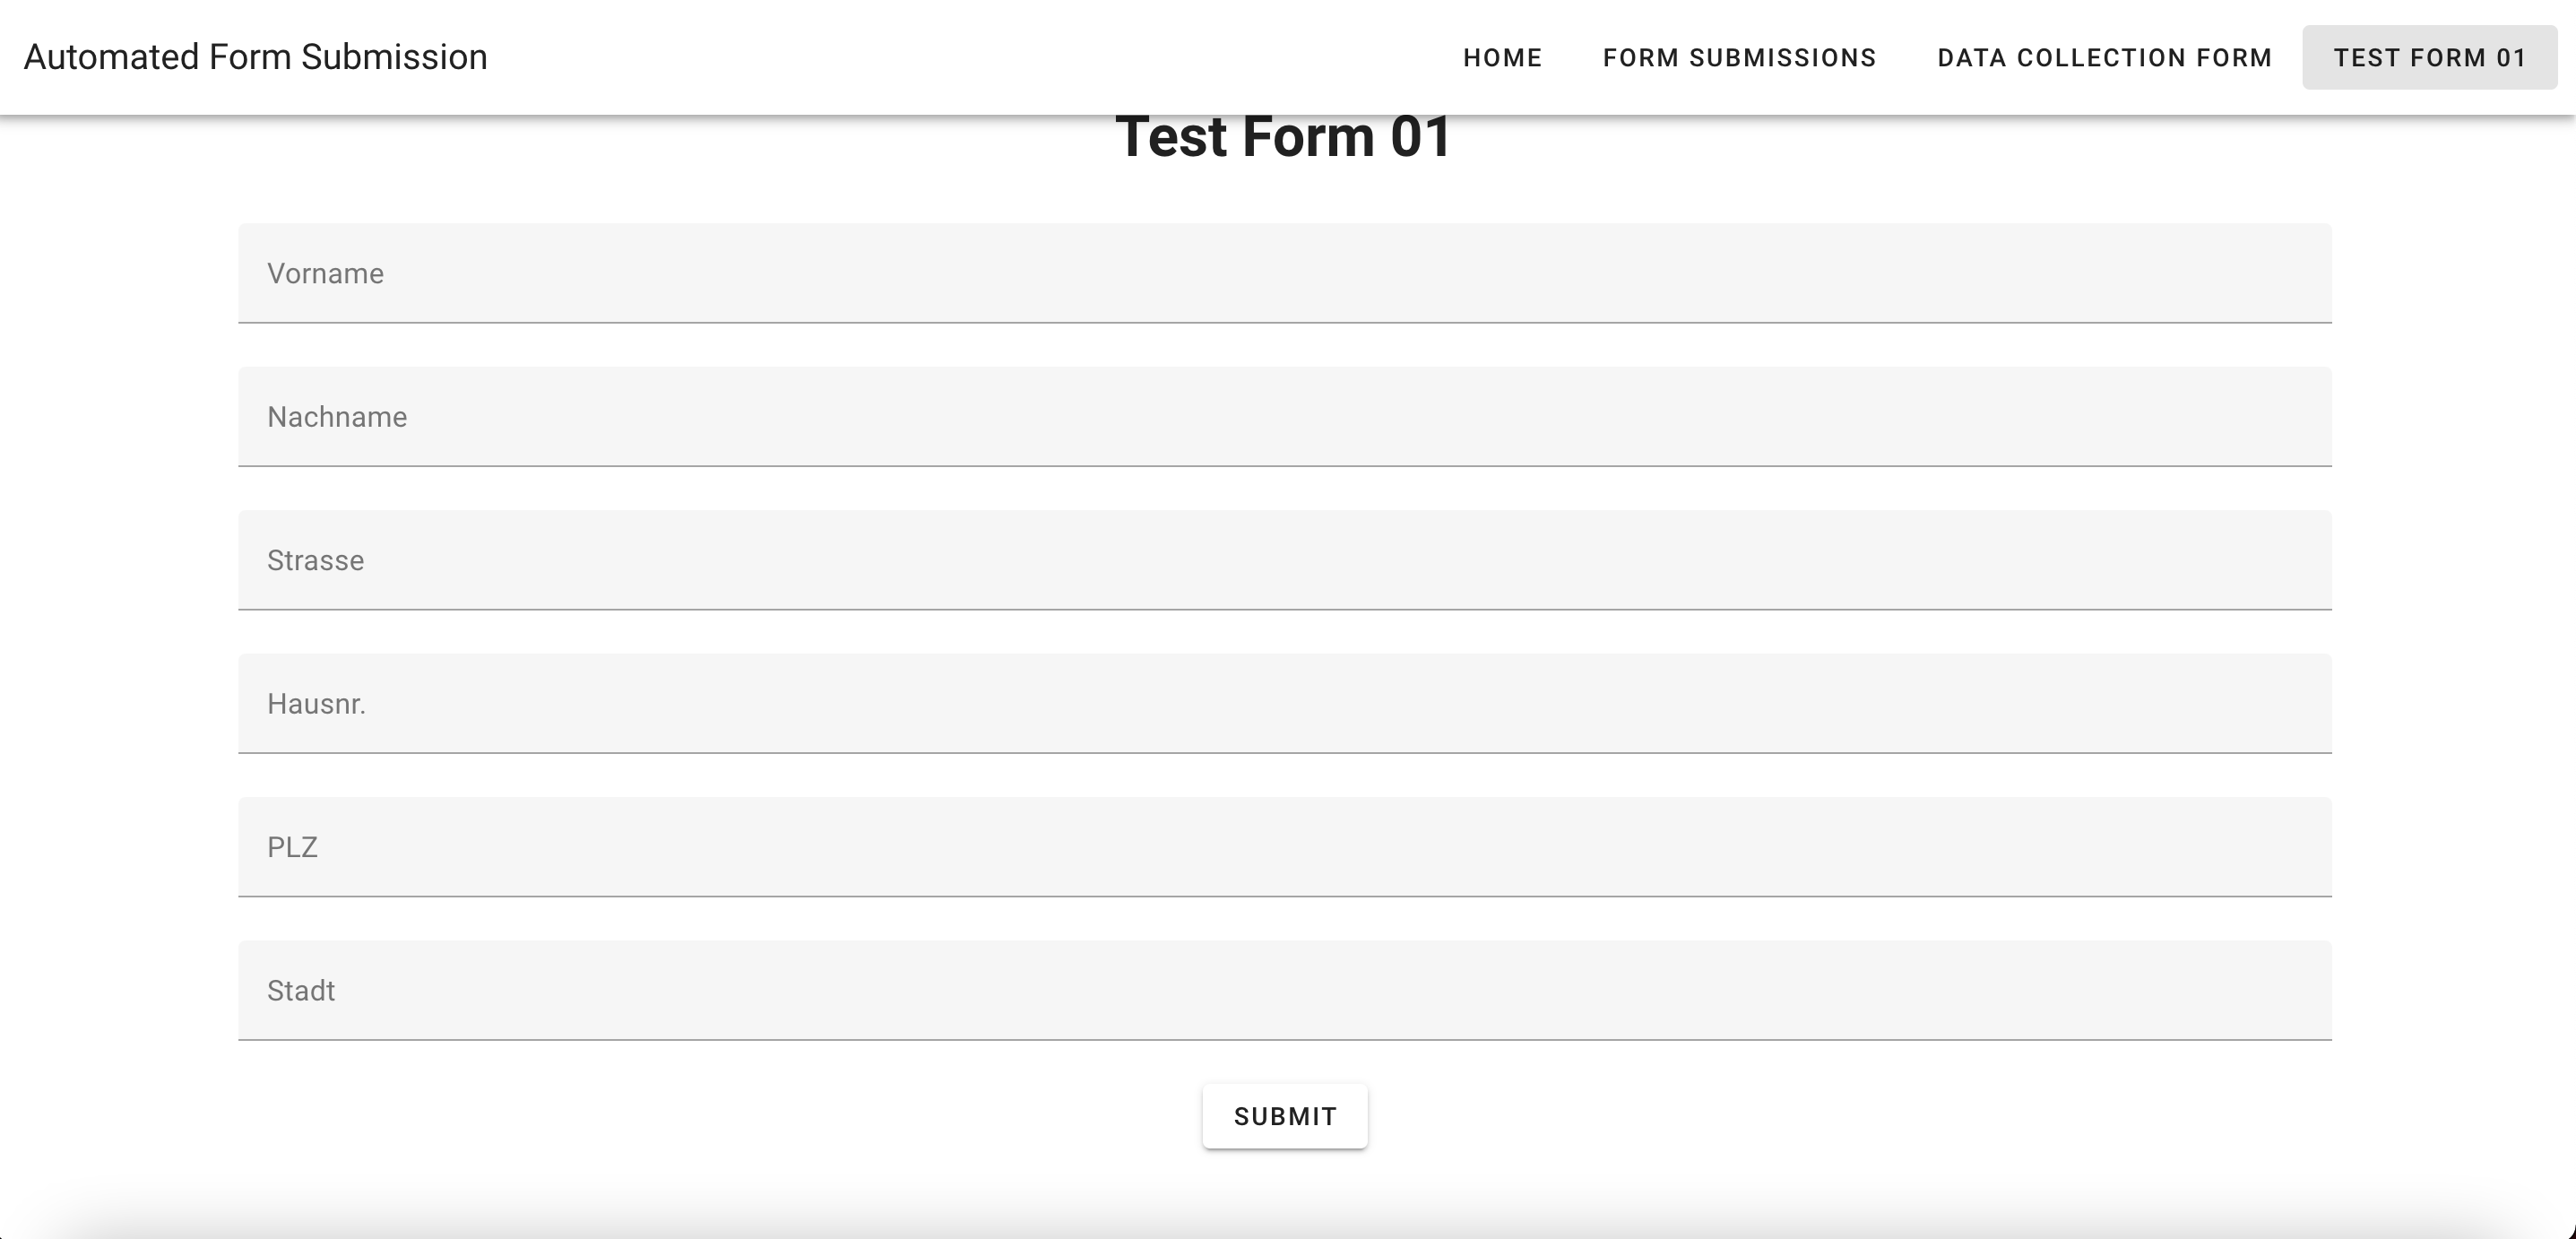 Automated Form Submission HOME FORM SUBMISSIONS DATA COLLECTION FORM TEST FORM 01
Test Form 01
Vorname
Nachname
Strasse
Hausnr.
PLZ
Stadt
SUBMIT